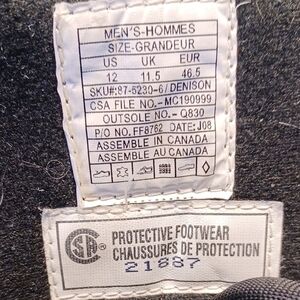 MEN'S-HOMMES
SIZE-GRANDEUR
US UK EUR
12 11.5 46.5
SKU#:87-5230-6/DENISON
CSA FILE NO.-MC190999
OUTSOLE NO.-Q830
P/O NO.FF8762 DATE:J08
ASSEMBLE IN CANADA
ASSEMBLE AU CANADA
CSA
PROTECTIVE FOOTWEAR
CHAUSSURES DE PROTECTION
21887